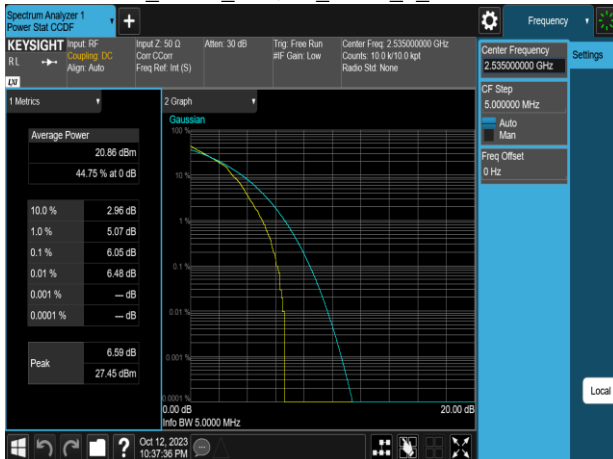 Spectrum Analyzer 1
Power Stat CCDF
Frequency
KEYSIGHT
RL
LXI
Input: RF
Coupling: DC
Align: Auto
Input Z: 50 Ω
Corr CCorr
Freq Ref: Int (S)
Atten: 30 dB
Trig: Free Run
#IF Gain: Low
Center Freq: 2.535000000 GHz
Counts: 10.0 k/10.0 kpt
Radio Std: None
Center Frequency
2.535000000 GHz
Settings
CF Step
5.000000 MHz
Auto
Man
Freq Offset
0 Hz
Local
1 Metrics
Average Power
20.86 dBm
44.75 % at 0 dB
10.0 % 2.96 dB
1.0 % 5.07 dB
0.1 % 6.05 dB
0.01 % 6.48 dB
0.001 % --- dB
0.0001 % --- dB
Peak 6.59 dB
27.45 dBm
2 Graph
Gaussian
100 %
10 %
1 %
0.1 %
0.01 %
0.001 %
0.0001 %
0.00 dB 20.00 dB
Info BW 5.0000 MHz
?
Oct 12, 2023
10:37:36 PM